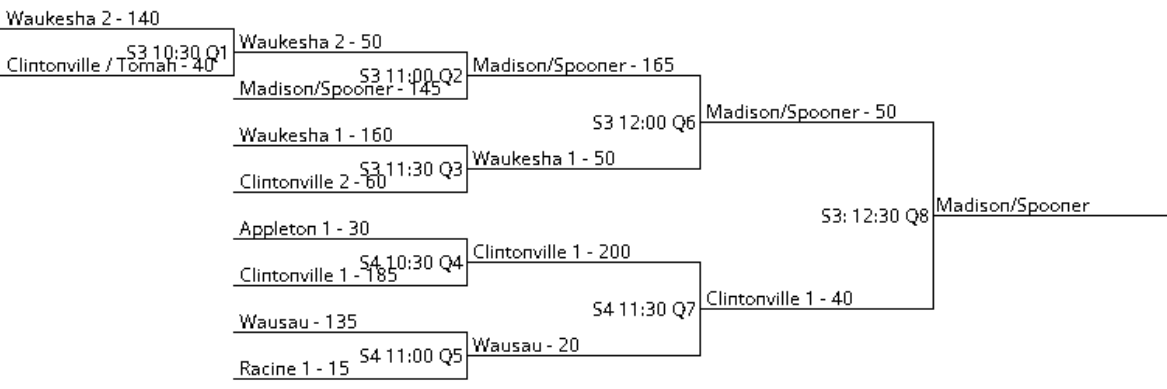 Waukesha 2 - 140
S3 10:30 Q1
Clintonville / Tomah - 40
Waukesha 2 - 50
S3 11:00 Q2
Madison/Spooner - 145
Waukesha 1 - 160
S3 11:30 Q3
Clintonville 2 - 60
Appleton 1 - 30
S4 10:30 Q4
Clintonville 1 - 185
Wausau - 135
S4 11:00 Q5
Racine 1 - 15
Madison/Spooner - 165
S3 12:00 Q6
Waukesha 1 - 50
Clintonville 1 - 200
S4 11:30 Q7
Wausau - 20
Madison/Spooner - 50
S3: 12:30 Q8
Clintonville 1 - 40
Madison/Spooner